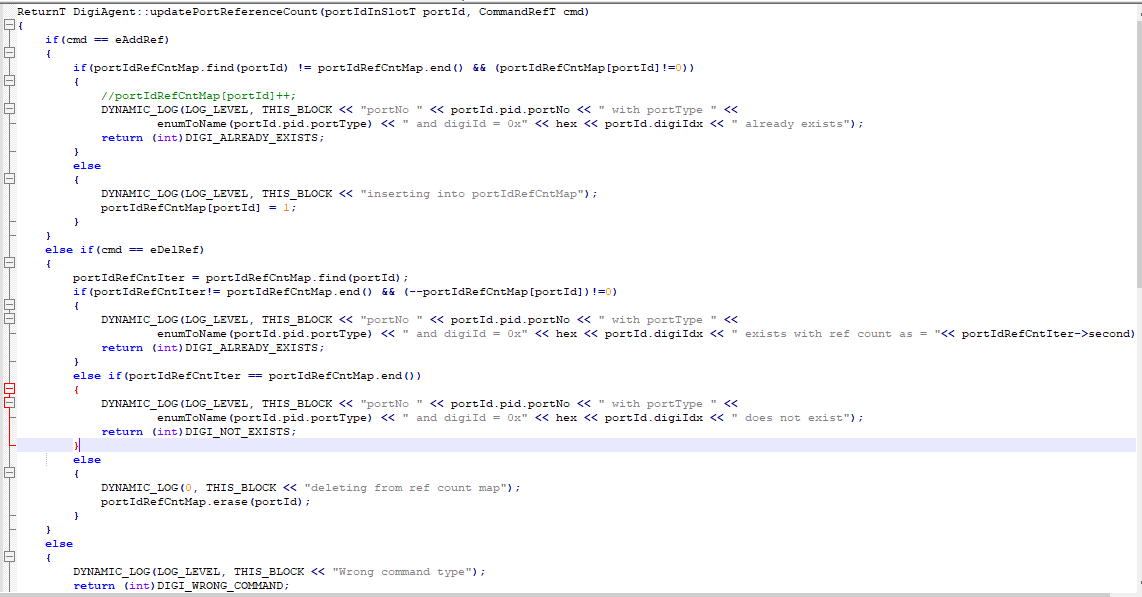 ReturnT DigiAgent::updatePortReferenceCount(portIdInSlotT portId, CommandRefT cmd)
{
    if(cmd == eAddRef)
    {
        if(portIdRefCntMap.find(portId) != portIdRefCntMap.end() && (portIdRefCntMap[portId]!=0))
        {
            //portIdRefCntMap[portId]++;
            DYNAMIC_LOG(LOG_LEVEL, THIS_BLOCK << "portNo " << portId.pid.portNo << " with portType " <<
                    enumToName(portId.pid.portType) << " and digiId = 0x" << hex << portId.digiIdx << " already exists");
            return (int)DIGI_ALREADY_EXISTS;
        }
        else
        {
            DYNAMIC_LOG(LOG_LEVEL, THIS_BLOCK << "inserting into portIdRefCntMap");
            portIdRefCntMap[portId] = 1;
        }
    }
    else if(cmd == eDelRef)
    {
        portIdRefCntIter = portIdRefCntMap.find(portId);
        if(portIdRefCntIter!= portIdRefCntMap.end() && (--portIdRefCntMap[portId])!=0)
        {
            DYNAMIC_LOG(LOG_LEVEL, THIS_BLOCK << "portNo " << portId.pid.portNo << " with portType " <<
                    enumToName(portId.pid.portType) << " and digiId = 0x" << hex << portId.digiIdx << " exists with ref count as = "<< portIdRefCntIter->second)
            return (int)DIGI_ALREADY_EXISTS;
        }
        else if(portIdRefCntIter == portIdRefCntMap.end())
        {
            DYNAMIC_LOG(LOG_LEVEL, THIS_BLOCK << "portNo " << portId.pid.portNo << " with portType " <<
                    enumToName(portId.pid.portType) << " and digiId = 0x" << hex << portId.digiIdx << " does not exist");
            return (int)DIGI_NOT_EXISTS;
        }
        else
        {
            DYNAMIC_LOG(0, THIS_BLOCK << "deleting from ref count map");
            portIdRefCntMap.erase(portId);
        }
    }
    else
    {
        DYNAMIC_LOG(LOG_LEVEL, THIS_BLOCK << "Wrong command type");
        return (int)DIGI_WRONG_COMMAND;